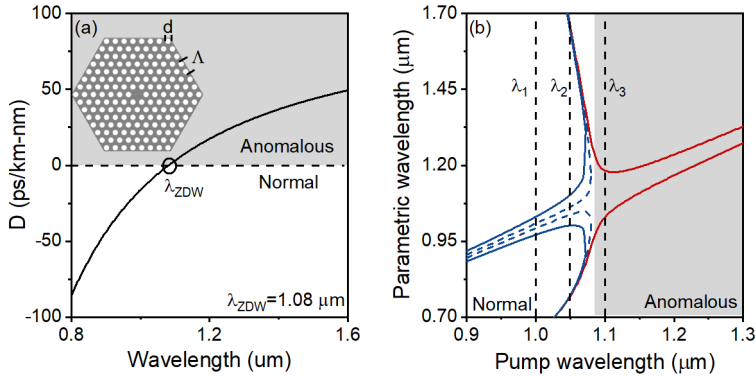 (a)
d
Λ
100
50
0
-50
-100
D (ps/km-nm)
Anomalous
Normal
λZDW
λZDW=1.08 μm
0.8
1.2
1.6
Wavelength (um)
(b)
1.70
1.45
1.20
0.95
0.70
Parametric wavelength (μm)
λ1
λ2
λ3
Normal
Anomalous
0.9
1.0
1.1
1.2
1.3
Pump wavelength (μm)